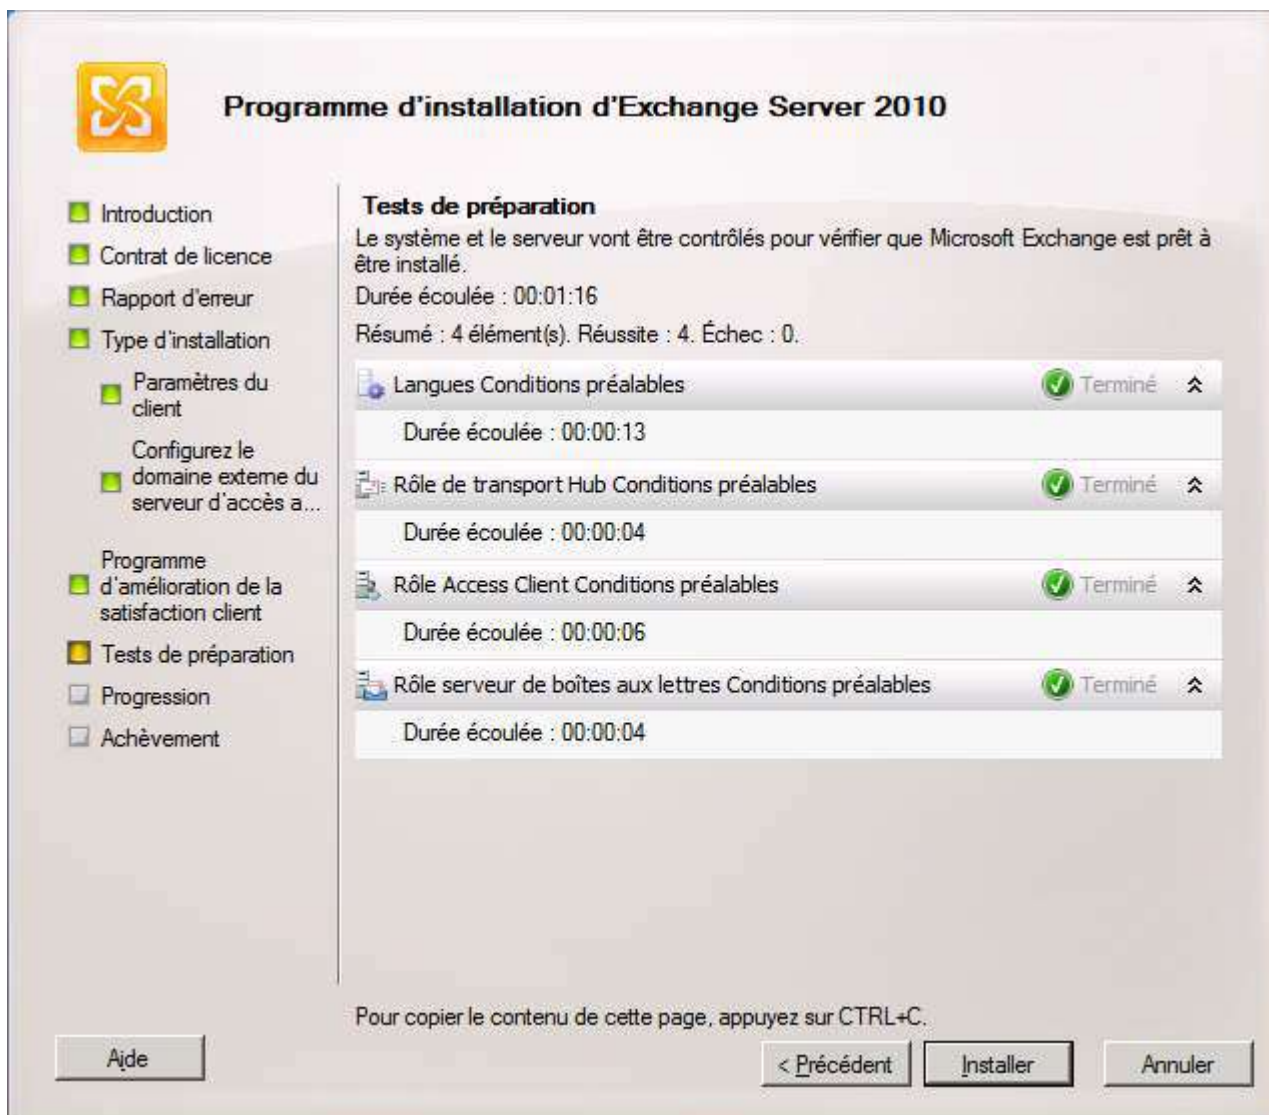 Programme d'installation d'Exchange Server 2010
Introduction
Contrat de licence
Rapport d'erreur
Type d'installation
Paramètres du
client
Configurez le
domaine externe du
serveur d'accès a...
Programme
d'amélioration de la
satisfaction client
Tests de préparation
Progression
Achèvement
Tests de préparation
Le système et le serveur vont être contrôlés pour vérifier que Microsoft Exchange est prêt à
être installé.
Durée écoulée : 00:01:16
Résumé : 4 élément(s). Réussite : 4. Échec : 0.
Langues Conditions préalables Terminé
Durée écoulée : 00:00:13
Rôle de transport Hub Conditions préalables Terminé
Durée écoulée : 00:00:04
Rôle Access Client Conditions préalables Terminé
Durée écoulée : 00:00:06
Rôle serveur de boîtes aux lettres Conditions préalables Terminé
Durée écoulée : 00:00:04
Pour copier le contenu de cette page, appuyez sur CTRL+C.
Aide < Précédent Installer Annuler